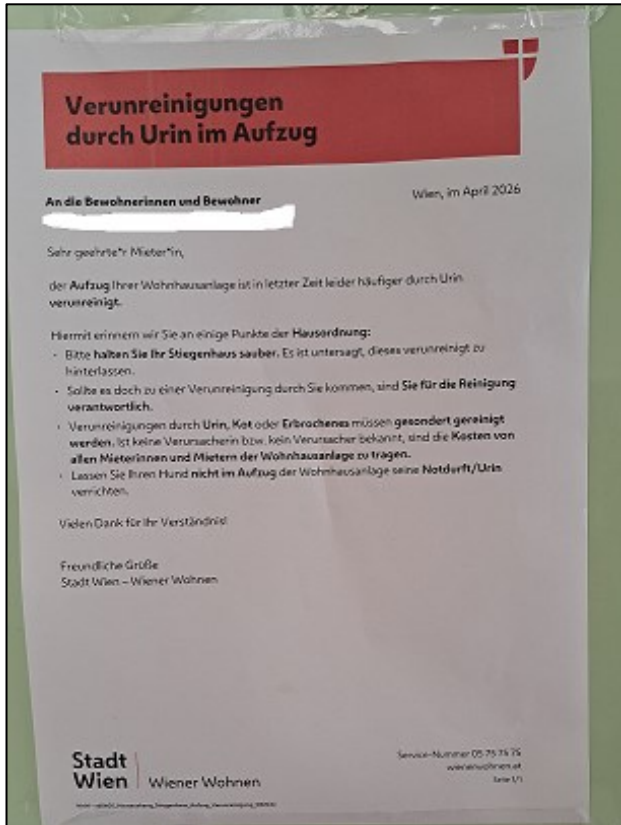 Verunreinigungen
durch Urin im Aufzug
An die Bewohnerinnen und Bewohner
Wien, im April 2026
Sehr geehrte*r Mieter*in,
der Aufzug Ihrer Wohnhausanlage ist in letzter Zeit leider häufiger durch Urin
verunreinigt.
Hiermit erinnern wir Sie an einige Punkte der Hausordnung:
· Bitte halten Sie Ihr Stiegenhaus sauber. Es ist untersagt, dieses verunreinigt zu
hinterlassen.
· Sollte es doch zu einer Verunreinigung durch Sie kommen, sind Sie für die Reinigung
verantwortlich.
· Verunreinigungen durch Urin, Kot oder Erbrochenes müssen gesondert gereinigt
werden. Ist keine Verursacherin bzw. kein Verursacher bekannt, sind die Kosten von
allen Mieterinnen und Mietern der Wohnhausanlage zu tragen.
· Lassen Sie Ihren Hund nicht im Aufzug der Wohnhausanlage seine Notdurft/Urin
verrichten.
Vielen Dank für Ihr Verständnis!
Freundliche Grüße
Stadt Wien – Wiener Wohnen
Stadt
Wien | Wiener Wohnen
Service-Nummer 05 75 75 75
wienerwohnen.at
Seite 1/1